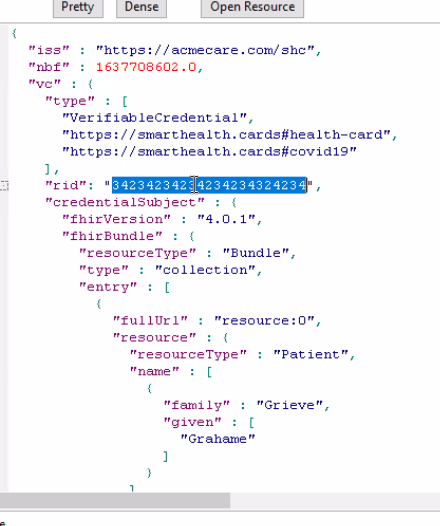 Pretty Dense Open Resource
{
"iss" : "https://acmecare.com/shc",
"nbf" : 1637708602.0,
"vc" : {
"type" : [
"VerifiableCredential",
"https://smarthealth.cards#health-card",
"https://smarthealth.cards#covid19"
],
"rid": "34234234234234234324234",
"credentialSubject" : {
"fhirVersion" : "4.0.1",
"fhirBundle" : {
"resourceType" : "Bundle",
"type" : "collection",
"entry" : [
{
"fullUrl" : "resource:0",
"resource" : {
"resourceType" : "Patient",
"name" : [
{
"family" : "Grieve",
"given" : [
"Grahame"
]
}
]